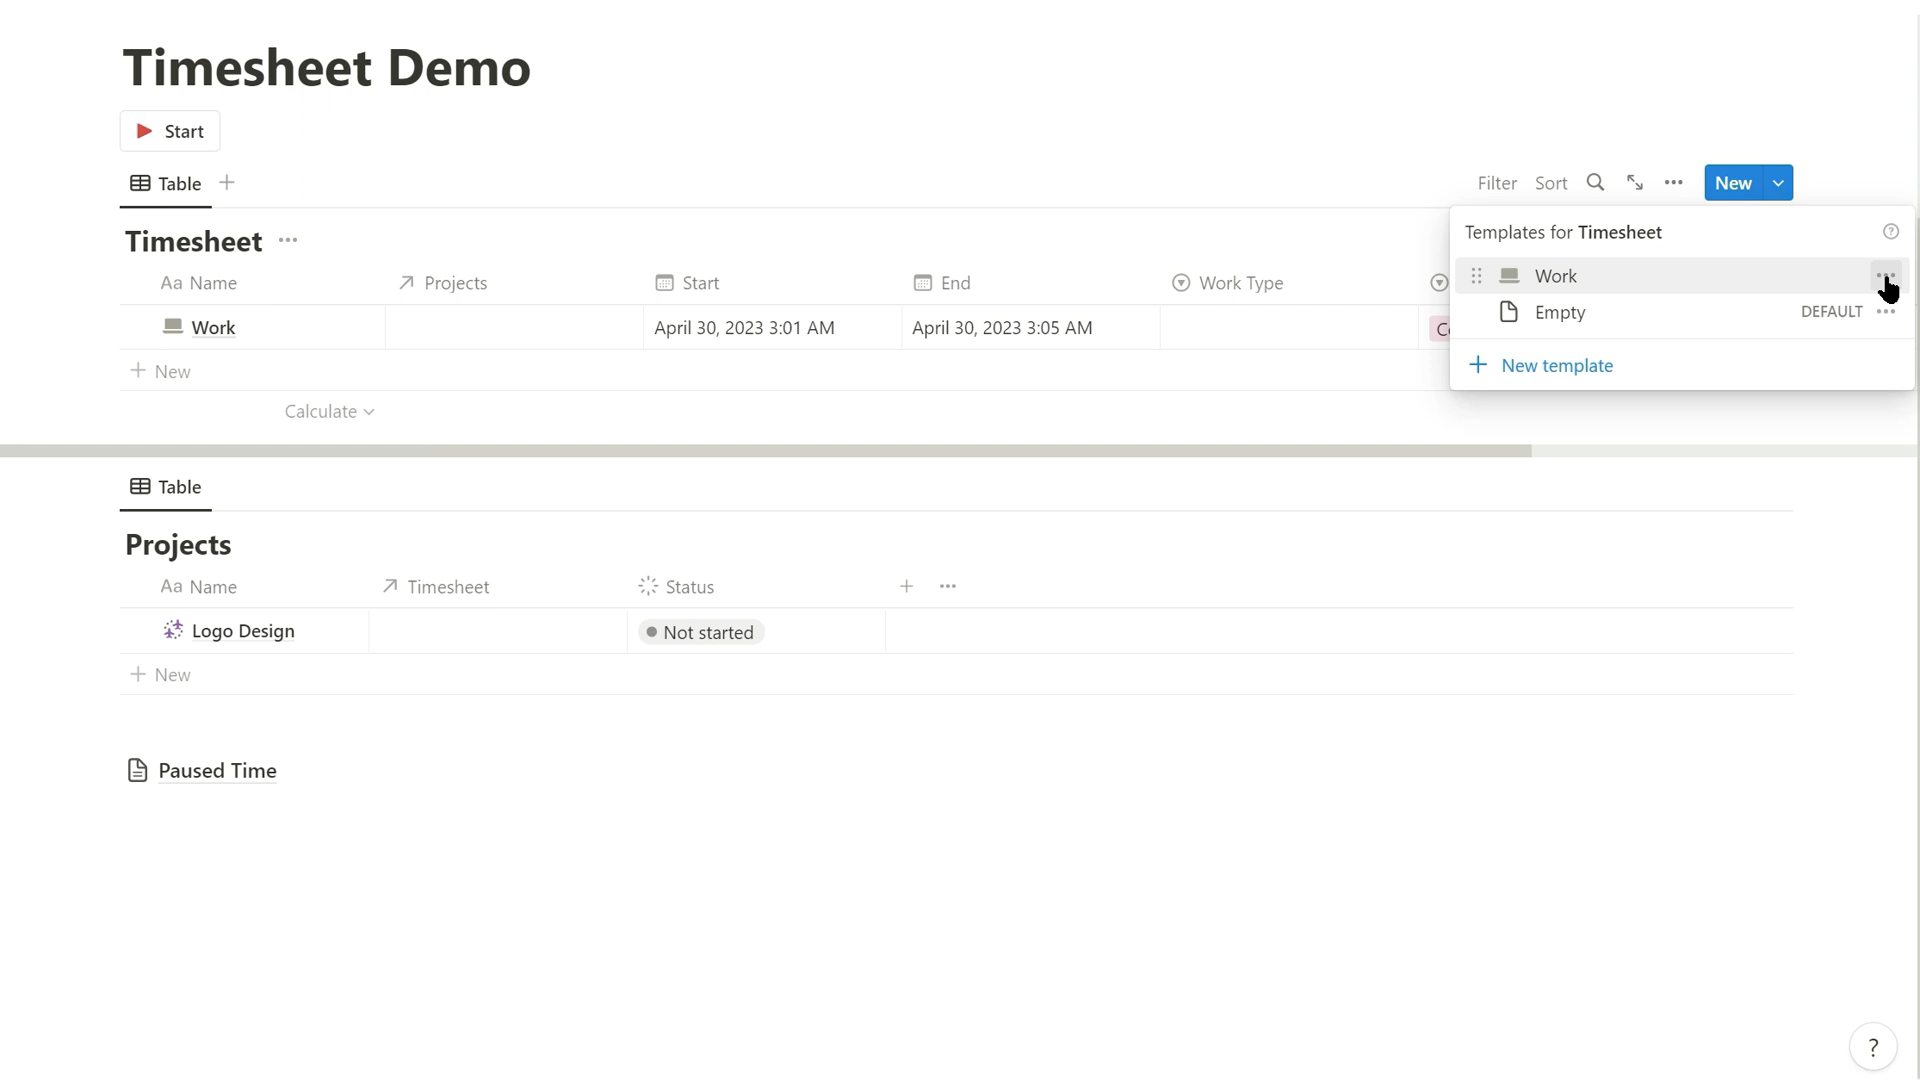 Timesheet Demo
Start
Table
Filter Sort New
Timesheet
Aa Name Projects Start End Work Type
Work April 30, 2023 3:01 AM April 30, 2023 3:05 AM
New
Calculate
Templates for Timesheet
Work
Empty DEFAULT
New template
Table
Projects
Aa Name Timesheet Status
Logo Design Not started
New
Paused Time
?